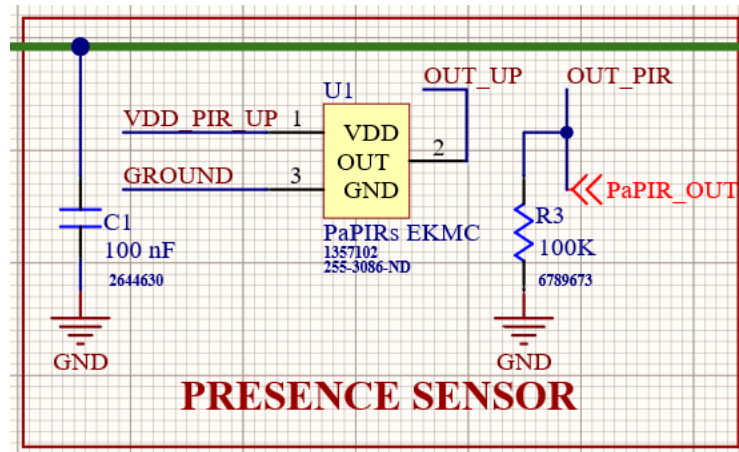 OUT_UP
OUT_PIR
U1
VDD_PIR_UP 1
VDD
OUT
2
GROUND 3
GND
PaPIR_OUT
C1
100 nF
2644630
PaPIRs EKMC
1357102
255-3086-ND
R3
100K
6789673
GND
GND
PRESENCE SENSOR